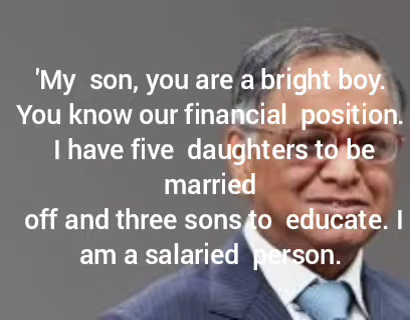 'My son, you are a bright boy.
You know our financial position.
I have five daughters to be
married
off and three sons to educate. I
am a salaried person.